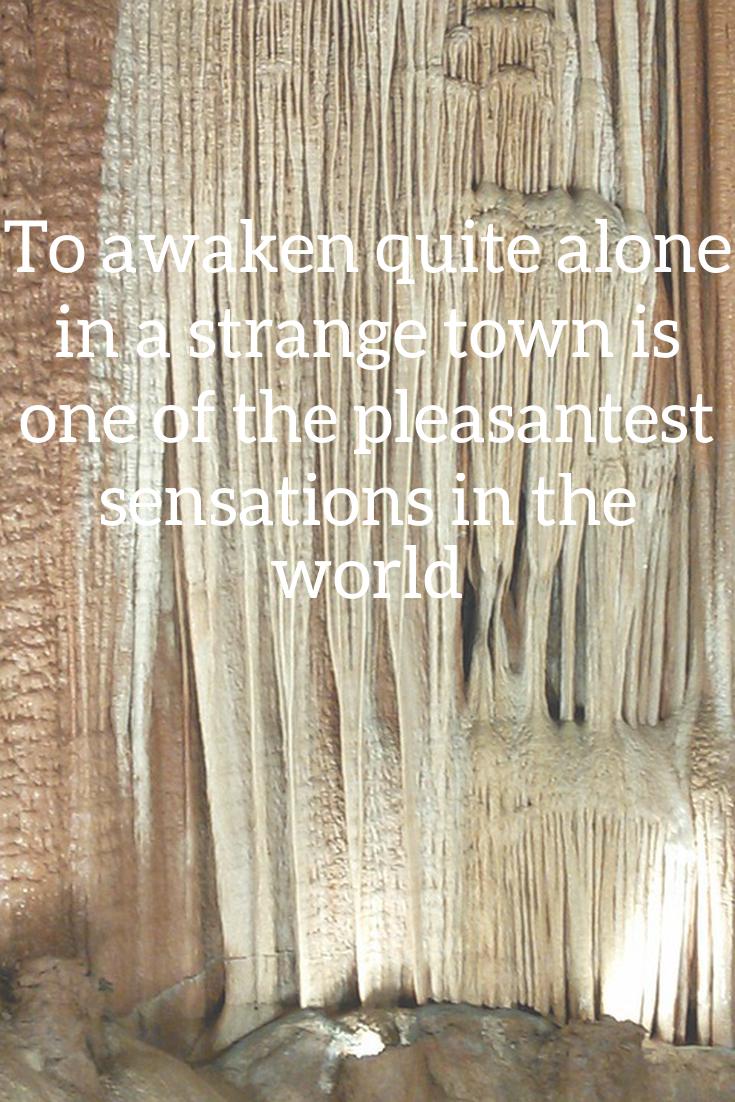 To awaken quite alone
in a strange town is
one of the pleasantest
sensations in the
world